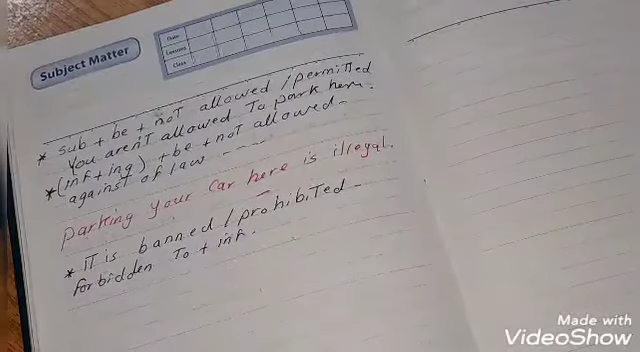 Subject Matter
Date
Lesson
Class
* sub + be + not allowed / permitted
You aren't allowed To park here.
* (inf + ing) + be + not allowed -
against of law ----
parking your car here is illegal.
* IT is banned / prohibited -
forbidden To + inf.
Made with
VideoShow